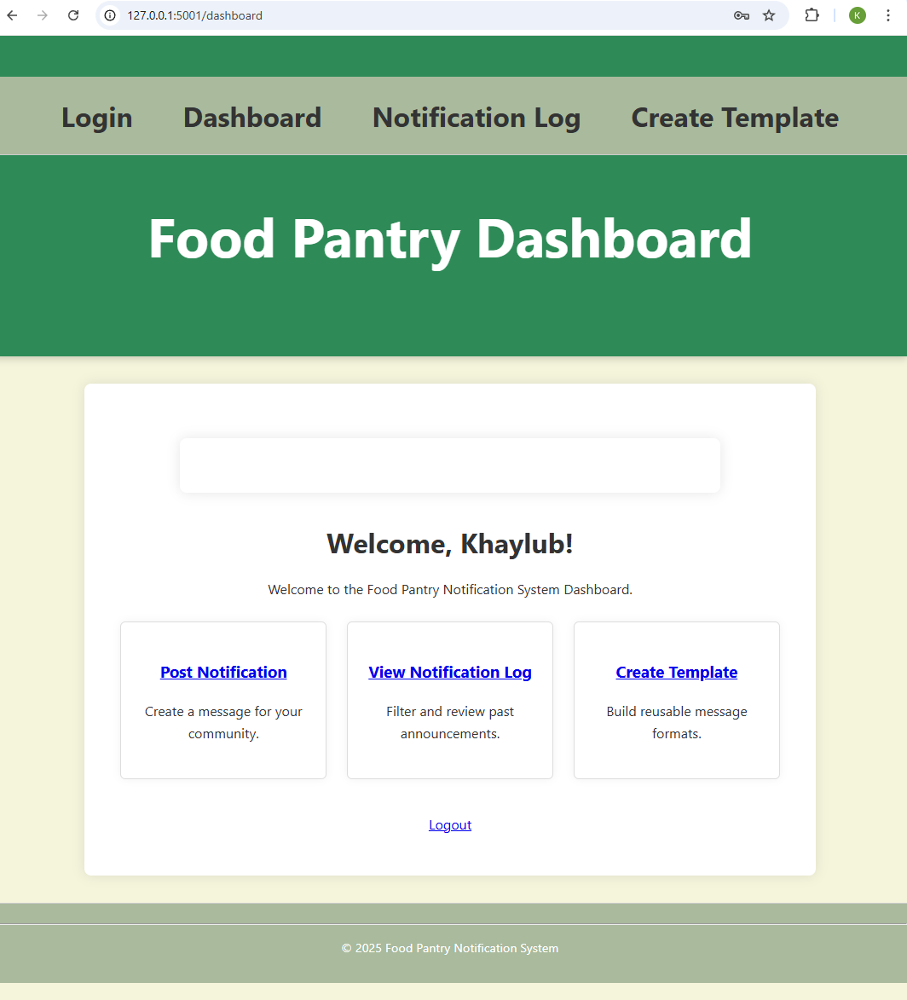 127.0.0.1:5001/dashboard
K
Login Dashboard Notification Log Create Template
Food Pantry Dashboard
Welcome, Khaylub!
Welcome to the Food Pantry Notification System Dashboard.
Post Notification
Create a message for your
community.
View Notification Log
Filter and review past
announcements.
Create Template
Build reusable message
formats.
Logout
© 2025 Food Pantry Notification System